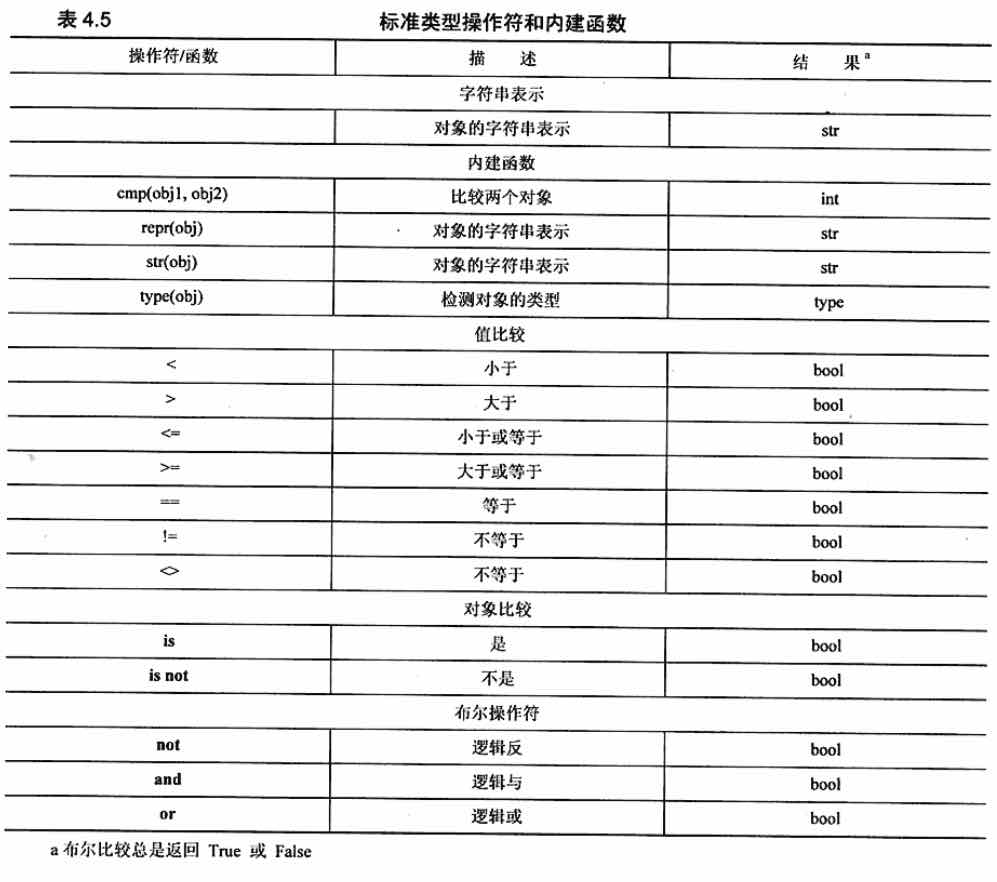 表 4.5 标准类型操作符和内建函数
操作符/函数 描 述 结 果 a
字符串表示
对象的字符串表示 str
内建函数
cmp(obj1, obj2) 比较两个对象 int
repr(obj) 对象的字符串表示 str
str(obj) 对象的字符串表示 str
type(obj) 检测对象的类型 type
值比较
< 小于 bool
> 大于 bool
<= 小于或等于 bool
>= 大于或等于 bool
== 等于 bool
!= 不等于 bool
<> 不等于 bool
对象比较
is 是 bool
is not 不是 bool
布尔操作符
not 逻辑反 bool
and 逻辑与 bool
or 逻辑或 bool
a 布尔比较总是返回 True 或 False